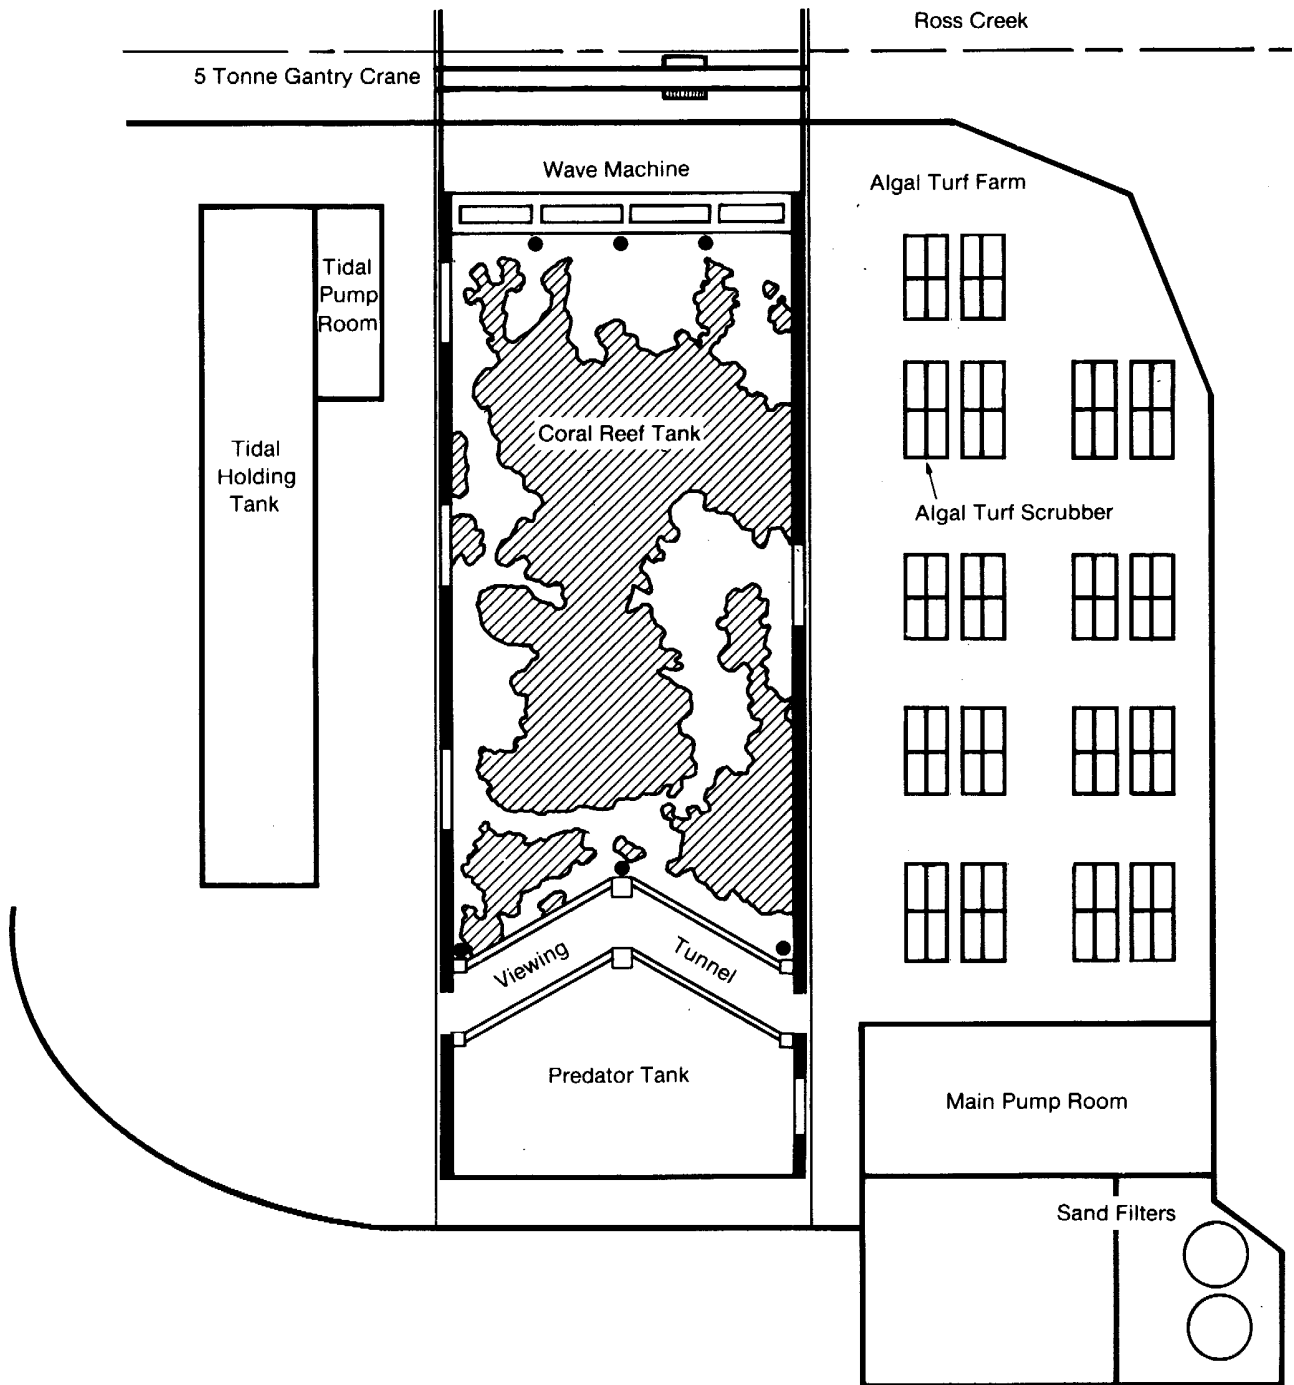 Ross Creek
5 Tonne Gantry Crane
Wave Machine
Algal Turf Farm
Tidal
Pump
Room
Coral Reef Tank
Tidal
Holding
Tank
Algal Turf Scrubber
Viewing
Tunnel
Predator Tank
Main Pump Room
Sand Filters